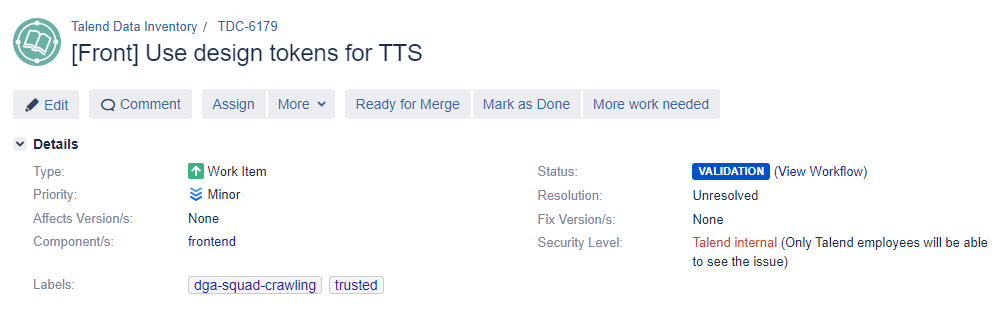 Talend Data Inventory / TDC-6179
[Front] Use design tokens for TTS
Edit Comment Assign More Ready for Merge Mark as Done More work needed
Details
Type: Work Item Status: VALIDATION (View Workflow)
Priority: Minor Resolution: Unresolved
Affects Version/s: None Fix Version/s: None
Component/s: frontend Security Level: Talend internal (Only Talend employees will be able
to see the issue)
Labels: dga-squad-crawling trusted